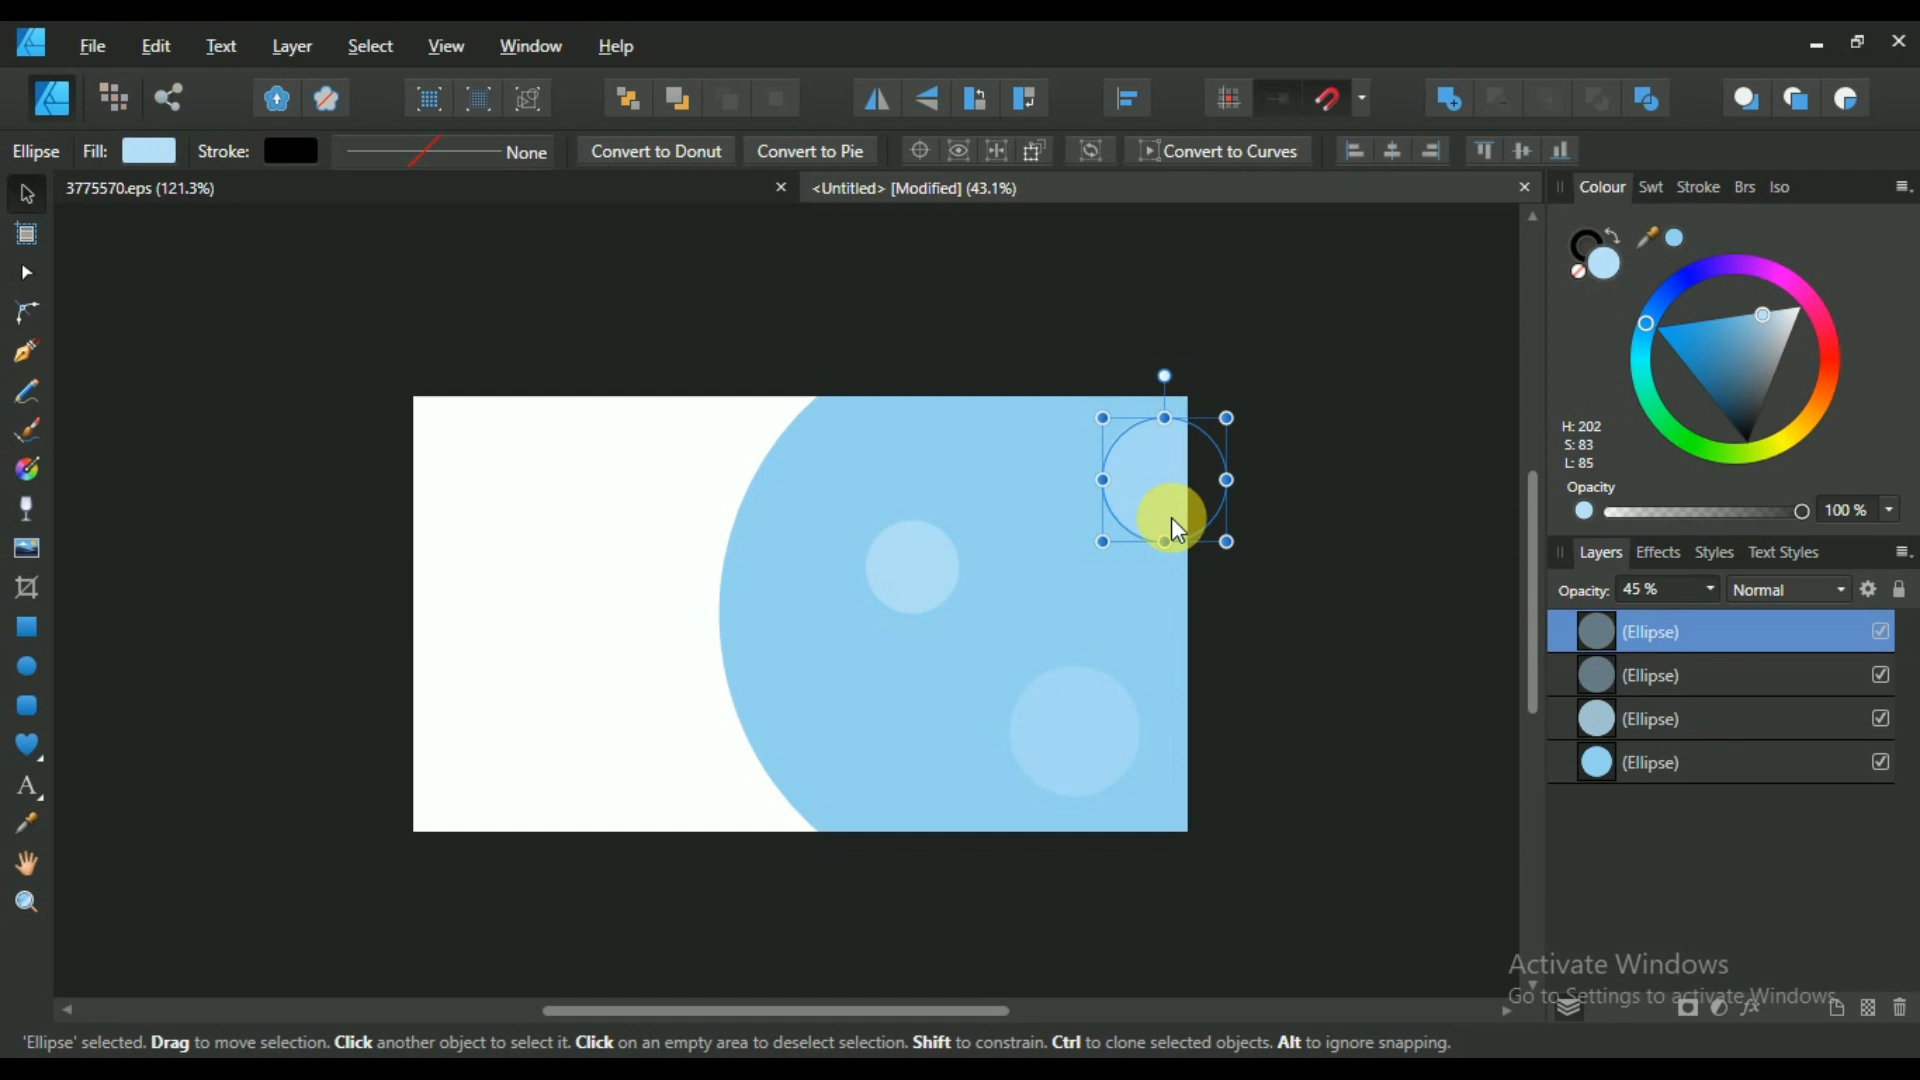 File Edit Text Layer Select View Window Help
Ellipse Fill: Stroke: None Convert to Donut Convert to Pie Convert to Curves
3775570.eps (121.3%) <Untitled> [Modified] (43.1%)
Colour Swt Stroke Brs Iso
H: 202
S: 83
L: 85
Opacity
100 %
Layers Effects Styles Text Styles
Opacity: 45 % Normal
(Ellipse)
(Ellipse)
(Ellipse)
(Ellipse)
Activate Windows
Go to Settings to activate Windows.
'Ellipse' selected. Drag to move selection. Click another object to select it. Click on an empty area to deselect selection. Shift to constrain. Ctrl to clone selected objects. Alt to ignore snapping.